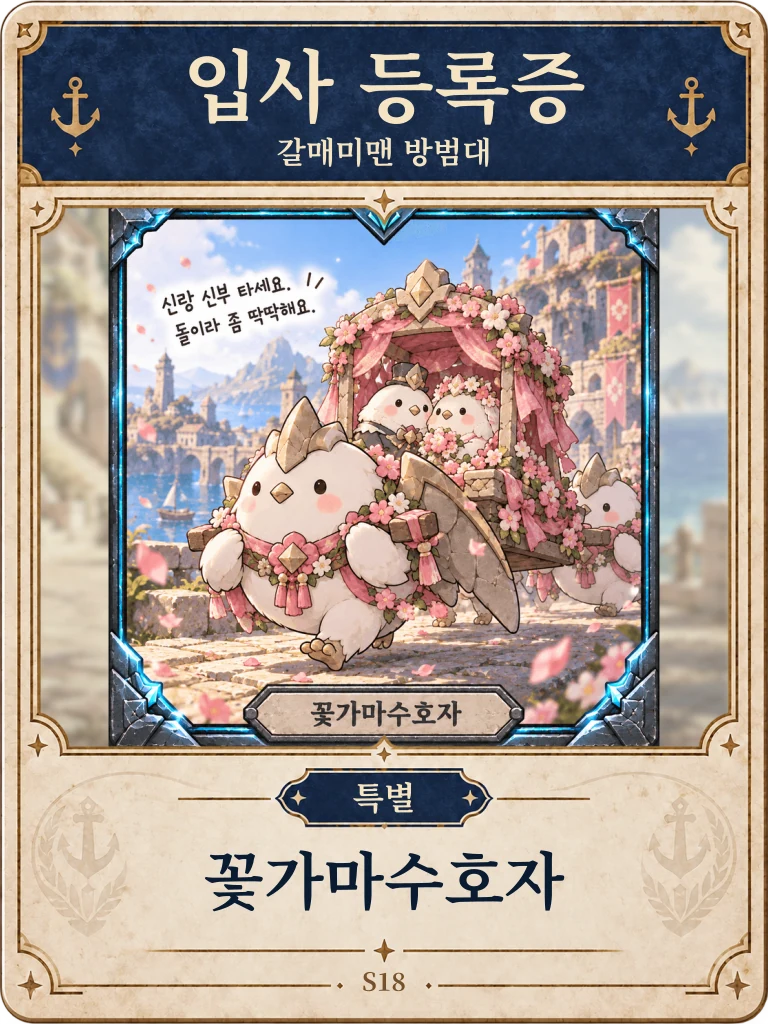 입사 등록증
갈매미맨 방범대
신랑 신부 타세요.
돌이라 좀 딱딱해요.
꽃가마수호자
특별
꽃가마수호자
S18